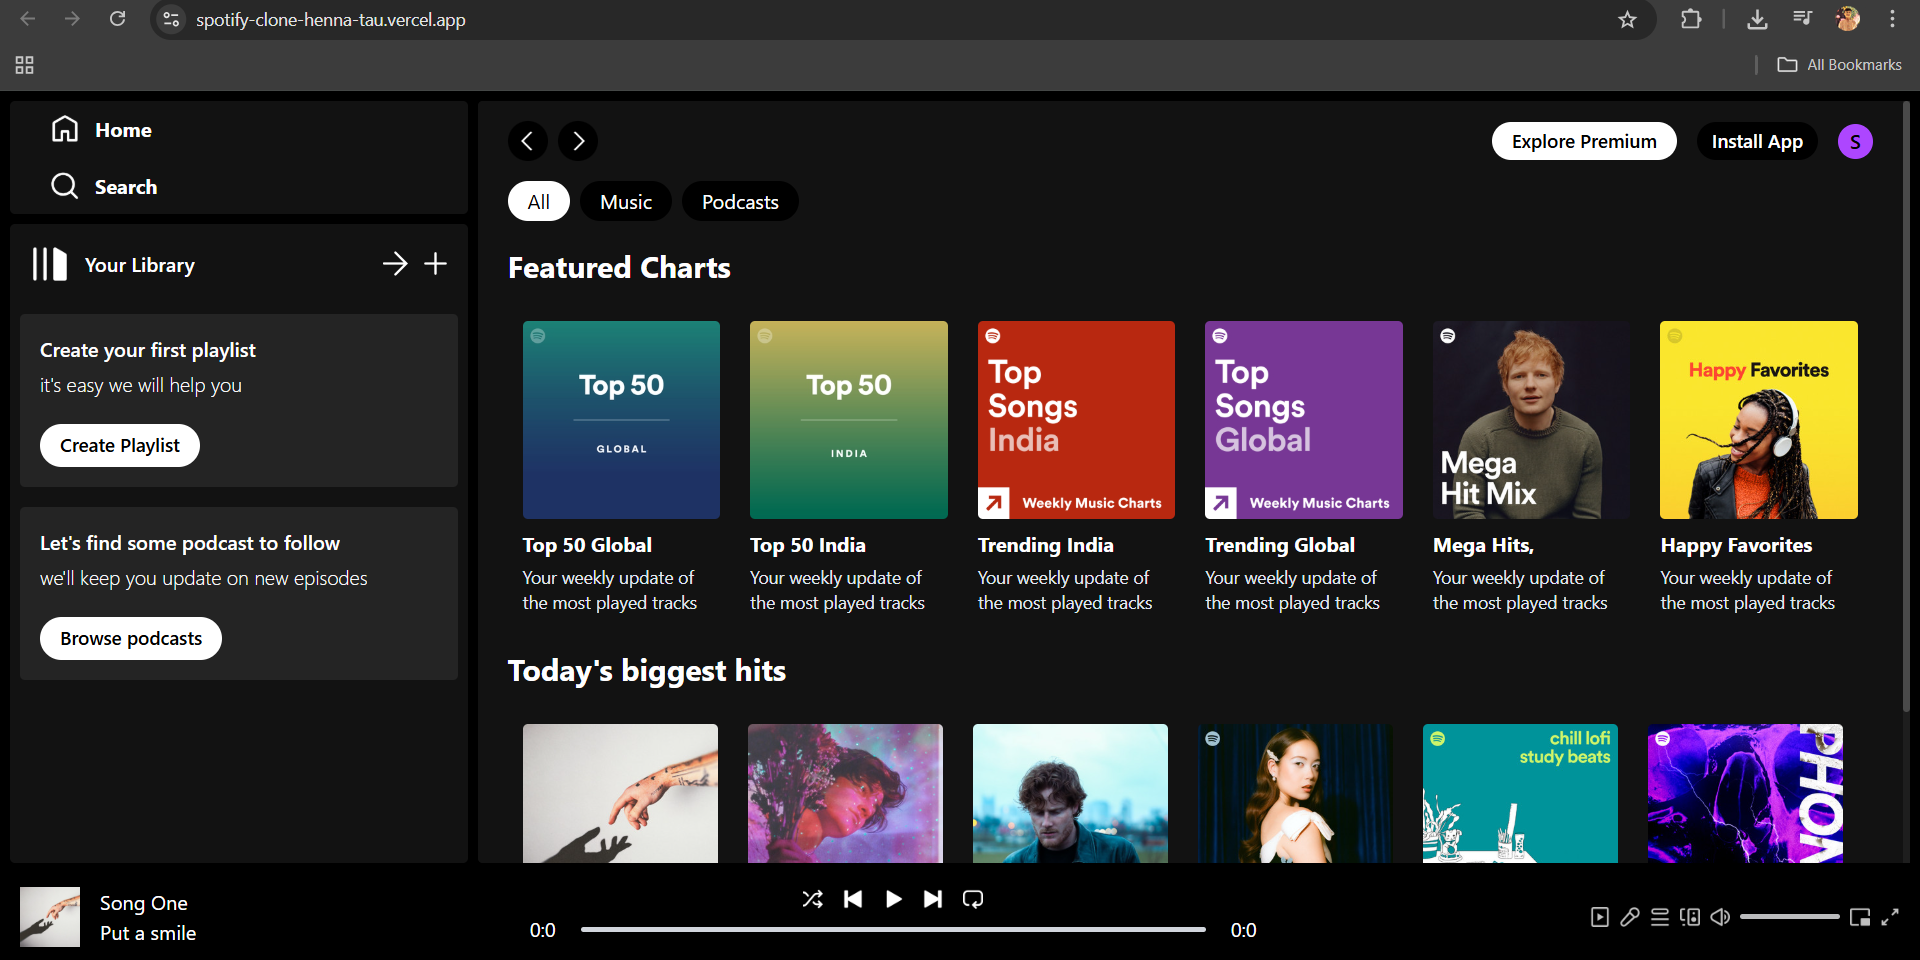 spotify-clone-henna-tau.vercel.app
All Bookmarks
Home
Search
Your Library
Create your first playlist
it's easy we will help you
Create Playlist
Let's find some podcast to follow
we'll keep you update on new episodes
Browse podcasts
Explore Premium
Install App
S
All
Music
Podcasts
Featured Charts
Top 50
GLOBAL
Top 50
INDIA
Top
Songs
India
Weekly Music Charts
Top
Songs
Global
Weekly Music Charts
Mega
Hit Mix
Happy Favorites
Top 50 Global
Your weekly update of
the most played tracks
Top 50 India
Your weekly update of
the most played tracks
Trending India
Your weekly update of
the most played tracks
Trending Global
Your weekly update of
the most played tracks
Mega Hits,
Your weekly update of
the most played tracks
Happy Favorites
Your weekly update of
the most played tracks
Today's biggest hits
chill lofi
study beats
PHON
Song One
Put a smile
0:0
0:0